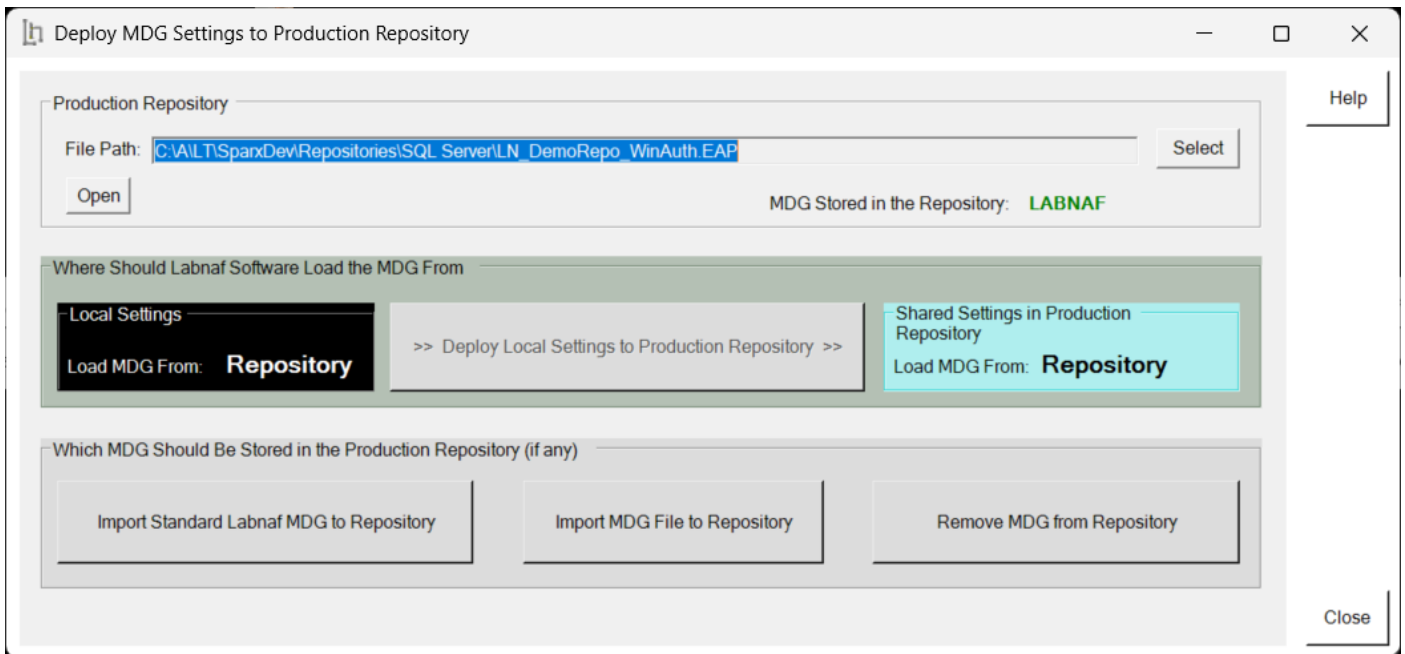 Deploy MDG Settings to Production Repository
Help
Production Repository
File Path: C:\A\LT\SparxDev\Repositories\SQL Server\LN_DemoRepo_WinAuth.EAP
Select
Open
MDG Stored in the Repository: LABNAF
Where Should Labnaf Software Load the MDG From
Local Settings
Load MDG From: Repository
>> Deploy Local Settings to Production Repository >>
Shared Settings in Production
Repository
Load MDG From: Repository
Which MDG Should Be Stored in the Production Repository (if any)
Import Standard Labnaf MDG to Repository
Import MDG File to Repository
Remove MDG from Repository
Close